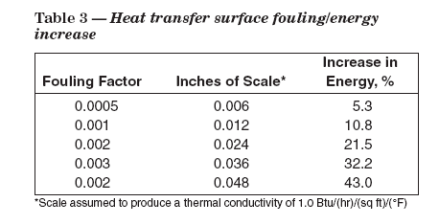 Table 3 — Heat transfer surface fouling/energy
increase
Increase in
Fouling Factor Inches of Scale* Energy, %
0.0005 0.006 5.3
0.001 0.012 10.8
0.002 0.024 21.5
0.003 0.036 32.2
0.002 0.048 43.0
*Scale assumed to produce a thermal conductivity of 1.0 Btu/(hr)/(sq ft)/(°F)